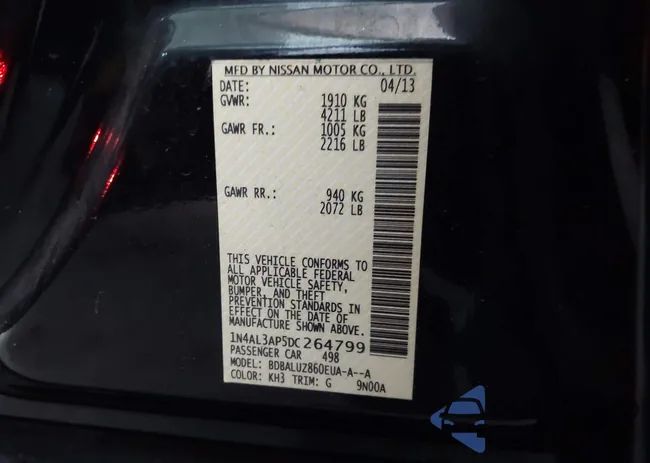 MFD BY NISSAN MOTOR CO., LTD.
DATE: 04/13
GVWR: 1910 KG
4211 LB
GAWR FR.: 1005 KG
2216 LB
GAWR RR.: 940 KG
2072 LB
THIS VEHICLE CONFORMS TO
ALL APPLICABLE FEDERAL
MOTOR VEHICLE SAFETY,
BUMPER, AND THEFT
PREVENTION STANDARDS IN
EFFECT ON THE DATE OF
MANUFACTURE SHOWN ABOVE.
1N4AL3AP5DC264799
PASSENGER CAR 498
MODEL: BDBALUZ860EUA-A--A
COLOR: KH3 TRIM: G 9N00A